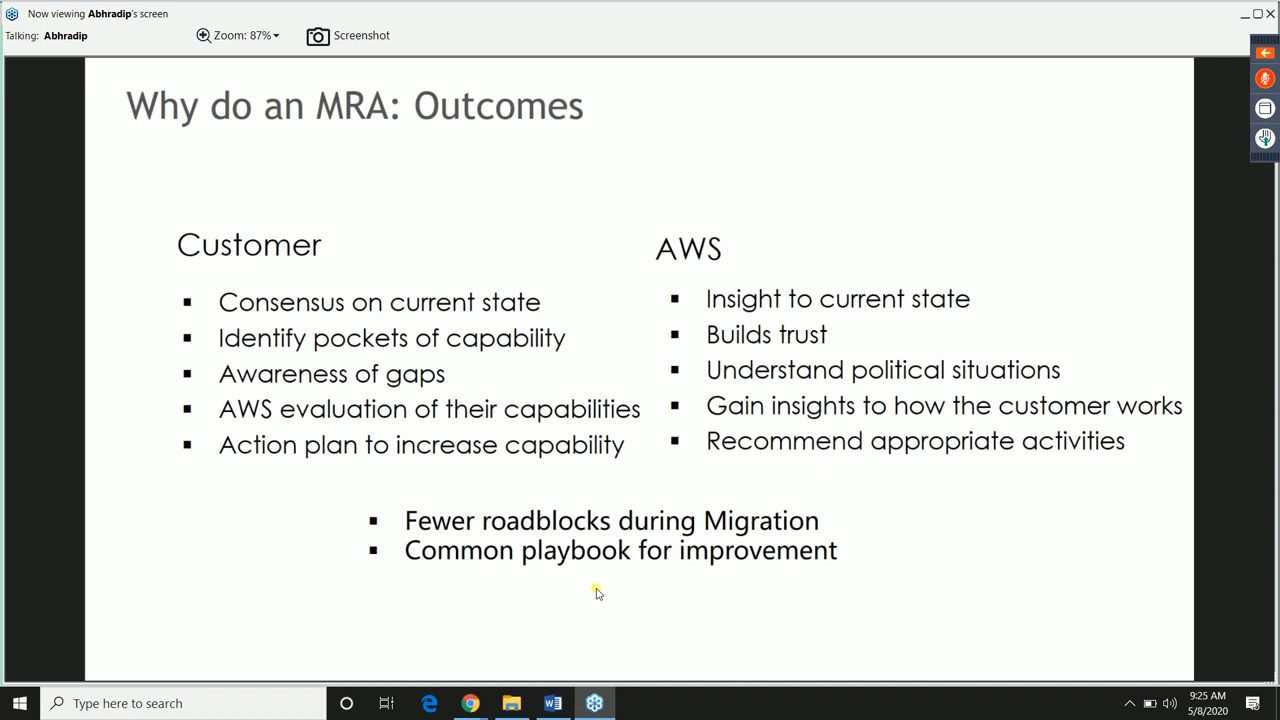 Now viewing Abhradip's screen
Talking: Abhradip
Zoom: 87%
Screenshot
Why do an MRA: Outcomes
Customer
▪ Consensus on current state
▪ Identify pockets of capability
▪ Awareness of gaps
▪ AWS evaluation of their capabilities
▪ Action plan to increase capability
AWS
▪ Insight to current state
▪ Builds trust
▪ Understand political situations
▪ Gain insights to how the customer works
▪ Recommend appropriate activities
▪ Fewer roadblocks during Migration
▪ Common playbook for improvement
Type here to search
9:25 AM
5/8/2020